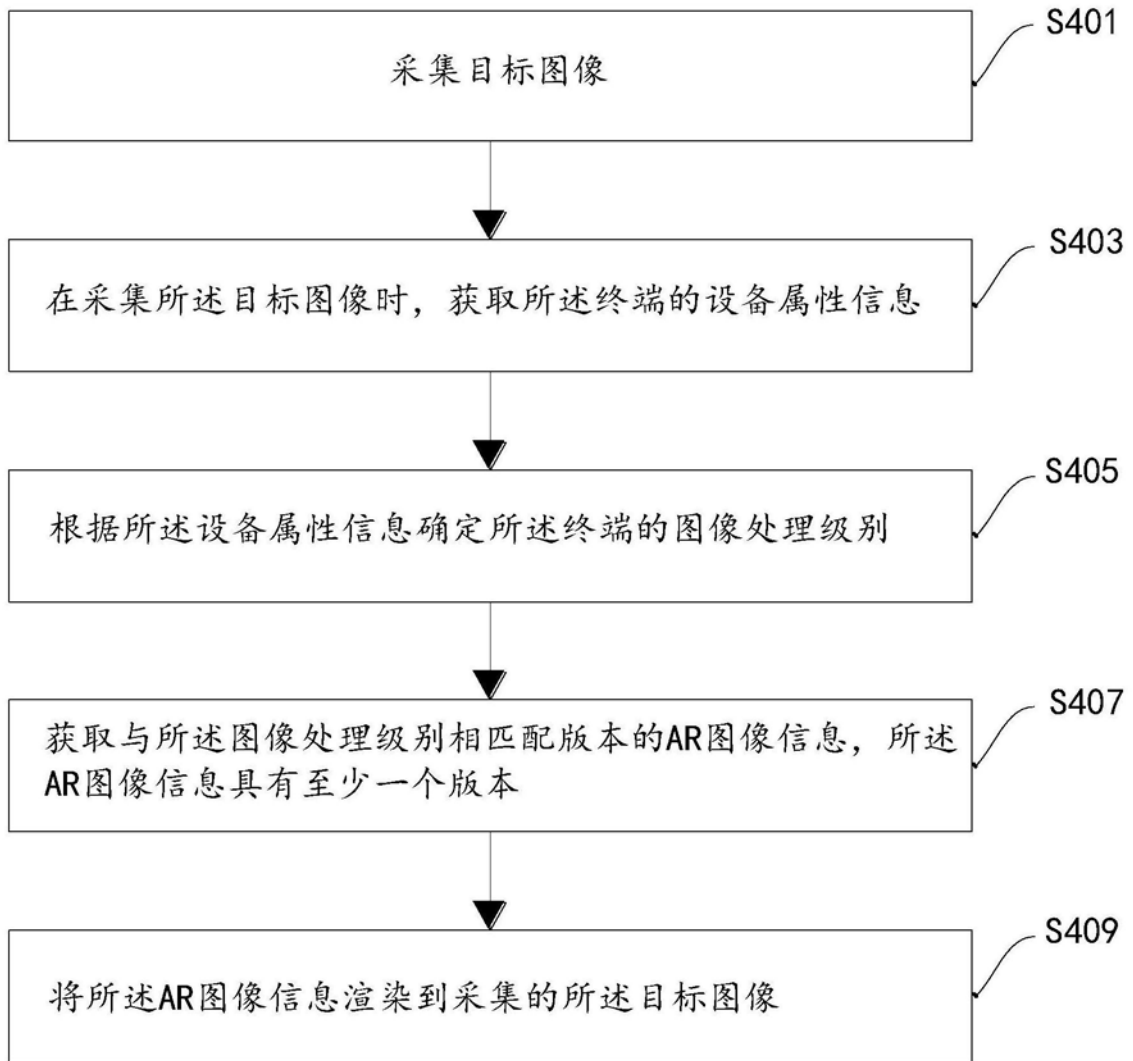 S401
采集目标图像
S403
在采集所述目标图像时，获取所述终端的设备属性信息
S405
根据所述设备属性信息确定所述终端的图像处理级别
S407
获取与所述图像处理级别相匹配版本的AR图像信息，所述
AR图像信息具有至少一个版本
S409
将所述AR图像信息渲染到采集的所述目标图像